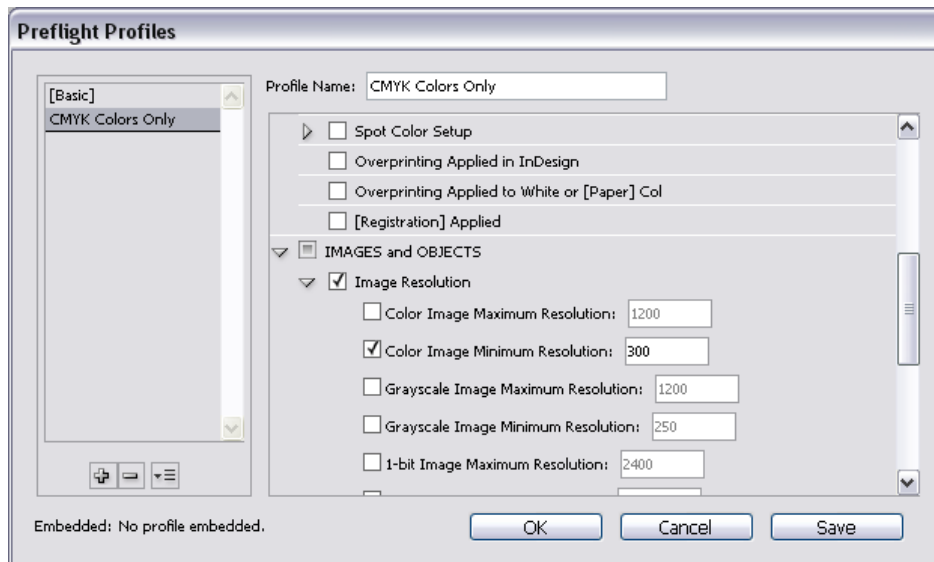 Preflight Profiles
[Basic]
CMYK Colors Only
Profile Name: CMYK Colors Only
Spot Color Setup
Overprinting Applied in InDesign
Overprinting Applied to White or [Paper] Col
[Registration] Applied
IMAGES and OBJECTS
Image Resolution
Color Image Maximum Resolution: 1200
Color Image Minimum Resolution: 300
Grayscale Image Maximum Resolution: 1200
Grayscale Image Minimum Resolution: 250
1-bit Image Maximum Resolution: 2400
Embedded: No profile embedded.
OK Cancel Save